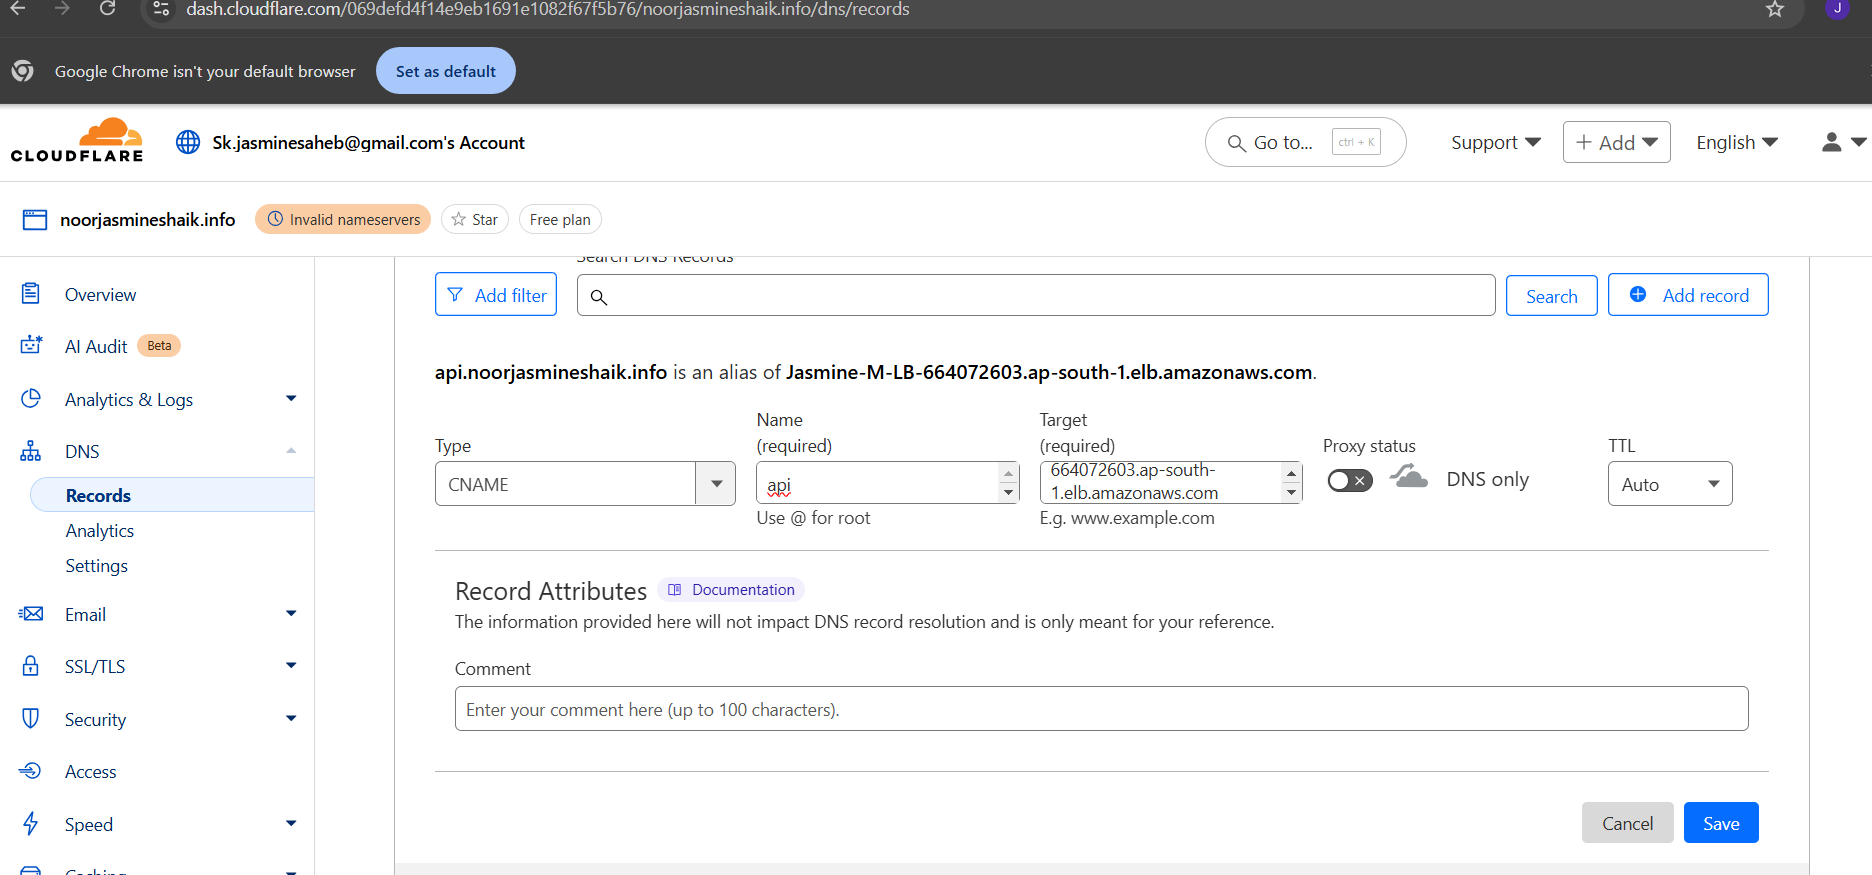 dash.cloudflare.com/069defd4f14e9eb1691e1082f67f5b76/noorjasmineshaik.info/dns/records
J
Google Chrome isn't your default browser
Set as default
CLOUDFLARE
Sk.jasminesaheb@gmail.com's Account
Go to...
ctrl + K
Support
+ Add
English
noorjasmineshaik.info
Invalid nameservers
Star
Free plan
Overview
AI Audit
Beta
Analytics & Logs
DNS
Records
Analytics
Settings
Email
SSL/TLS
Security
Access
Speed
Caching
Search DNS Records
Add filter
Search
Add record
api.noorjasmineshaik.info is an alias of Jasmine-M-LB-664072603.ap-south-1.elb.amazonaws.com.
Type
CNAME
Name
(required)
api
Use @ for root
Target
(required)
664072603.ap-south-
1.elb.amazonaws.com
E.g. www.example.com
Proxy status
DNS only
TTL
Auto
Record Attributes
Documentation
The information provided here will not impact DNS record resolution and is only meant for your reference.
Comment
Enter your comment here (up to 100 characters).
Cancel
Save